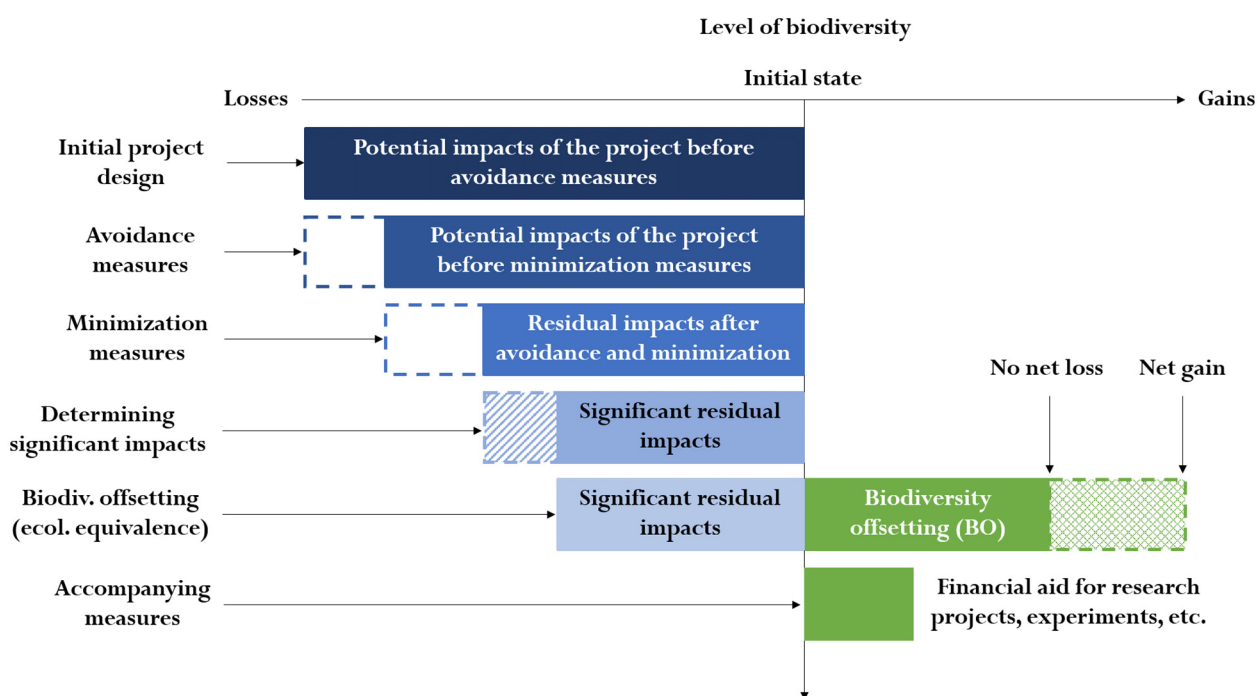 Level of biodiversity
Initial state
Losses
Gains
Initial project
design
Potential impacts of the project before
avoidance measures
Avoidance
measures
Potential impacts of the project
before minimization measures
Minimization
measures
Residual impacts after
avoidance and minimization
No net loss
Net gain
Determining
significant impacts
Significant residual
impacts
Biodiv. offsetting
(ecol. equivalence)
Significant residual
impacts
Biodiversity
offsetting (BO)
Accompanying
measures
Financial aid for research
projects, experiments, etc.